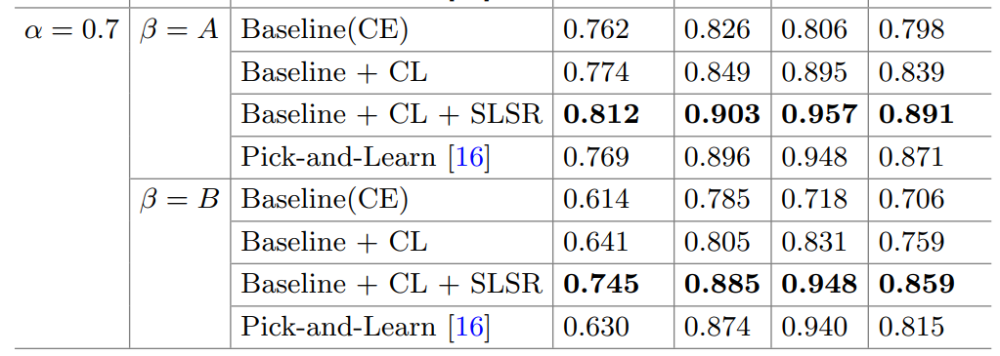 α = 0.7 β = A Baseline(CE) 0.762 0.826 0.806 0.798
Baseline + CL 0.774 0.849 0.895 0.839
Baseline + CL + SLSR 0.812 0.903 0.957 0.891
Pick-and-Learn [16] 0.769 0.896 0.948 0.871
β = B Baseline(CE) 0.614 0.785 0.718 0.706
Baseline + CL 0.641 0.805 0.831 0.759
Baseline + CL + SLSR 0.745 0.885 0.948 0.859
Pick-and-Learn [16] 0.630 0.874 0.940 0.815